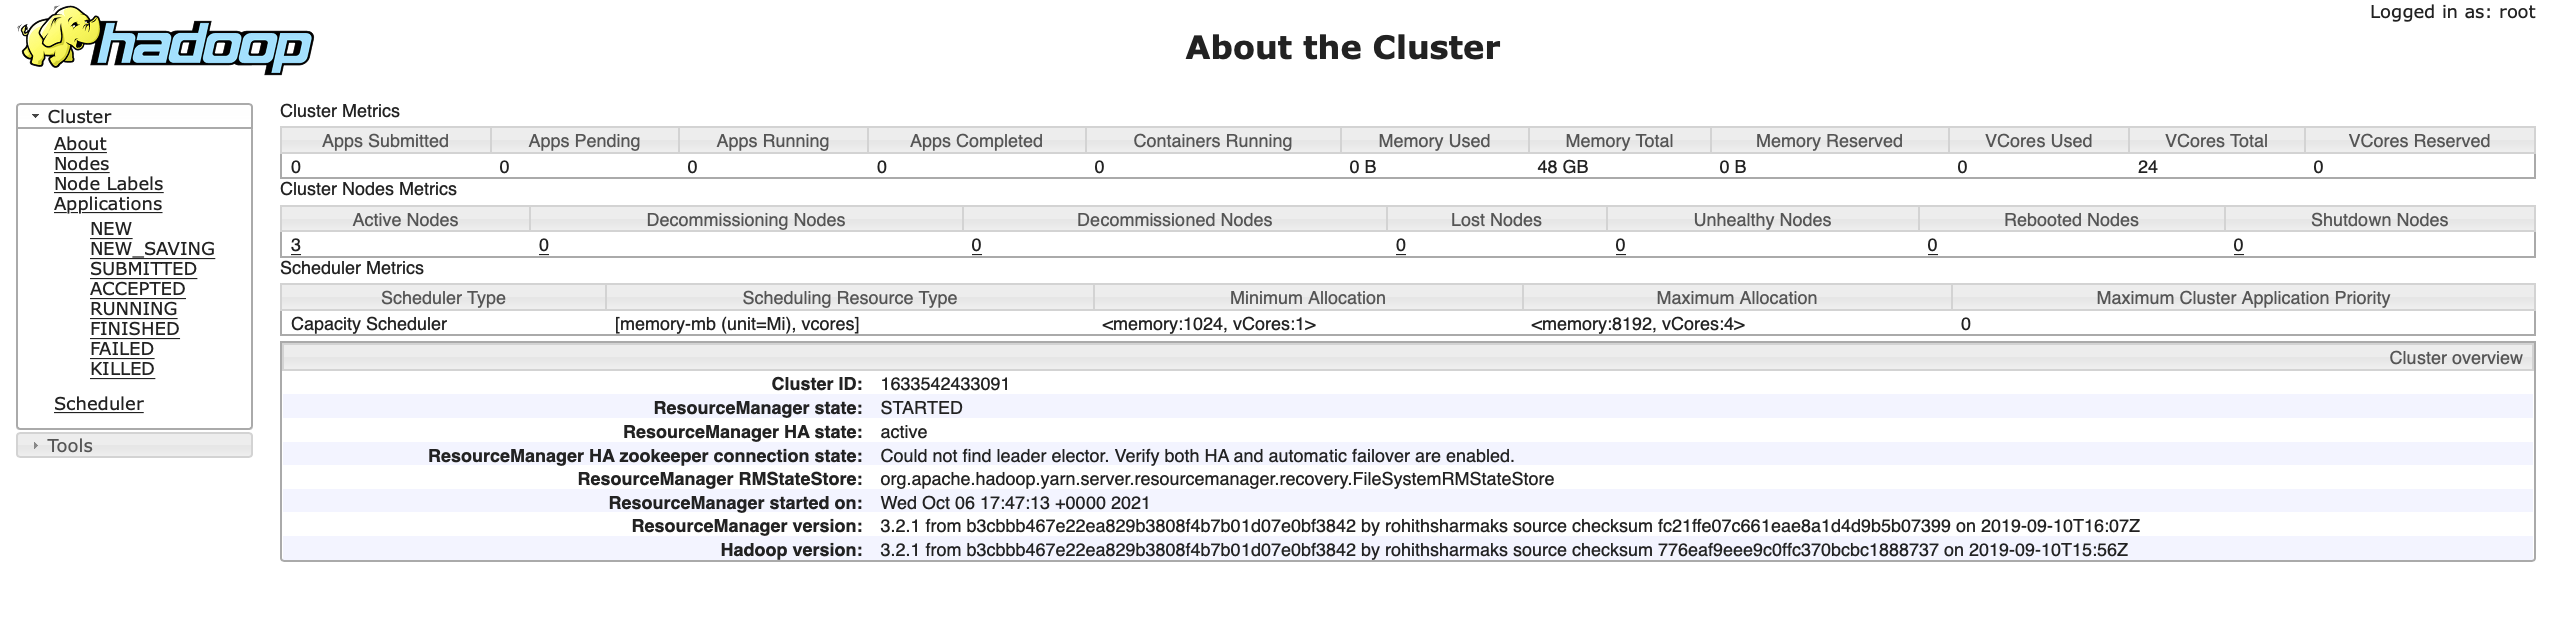 hadoop
Logged in as: root
About the Cluster
Cluster
About
Nodes
Node Labels
Applications
NEW
NEW_SAVING
SUBMITTED
ACCEPTED
RUNNING
FINISHED
FAILED
KILLED
Scheduler
Tools
Cluster Metrics
Apps Submitted Apps Pending Apps Running Apps Completed Containers Running Memory Used Memory Total Memory Reserved VCores Used VCores Total VCores Reserved
0 0 0 0 0 0 B 48 GB 0 B 0 24 0
Cluster Nodes Metrics
Active Nodes Decommissioning Nodes Decommissioned Nodes Lost Nodes Unhealthy Nodes Rebooted Nodes Shutdown Nodes
3 0 0 0 0 0 0
Scheduler Metrics
Scheduler Type Scheduling Resource Type Minimum Allocation Maximum Allocation Maximum Cluster Application Priority
Capacity Scheduler [memory-mb (unit=Mi), vcores] <memory:1024, vCores:1> <memory:8192, vCores:4> 0
Cluster overview
Cluster ID: 1633542433091
ResourceManager state: STARTED
ResourceManager HA state: active
ResourceManager HA zookeeper connection state: Could not find leader elector. Verify both HA and automatic failover are enabled.
ResourceManager RMStateStore: org.apache.hadoop.yarn.server.resourcemanager.recovery.FileSystemRMStateStore
ResourceManager started on: Wed Oct 06 17:47:13 +0000 2021
ResourceManager version: 3.2.1 from b3cbbb467e22ea829b3808f4b7b01d07e0bf3842 by rohithsharmaks source checksum fc21ffe07c661eae8a1d4d9b5b07399 on 2019-09-10T16:07Z
Hadoop version: 3.2.1 from b3cbbb467e22ea829b3808f4b7b01d07e0bf3842 by rohithsharmaks source checksum 776eaf9eee9c0ffc370bcbc1888737 on 2019-09-10T15:56Z